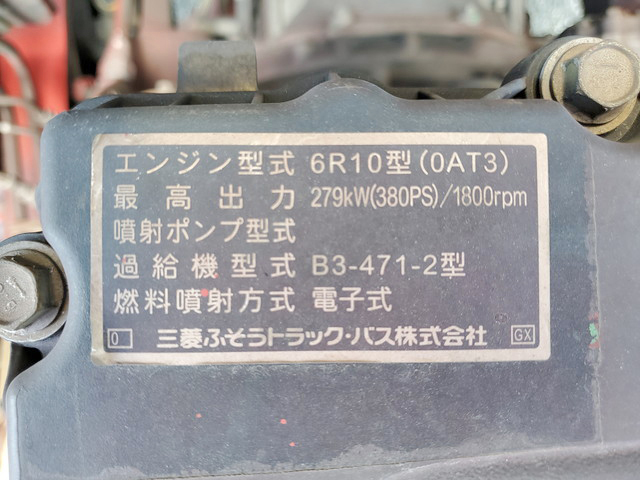 エンジン型式 6R10型(0AT3)
最高出力 279kW(380PS)/1800rpm
噴射ポンプ型式
過給機型式 B3-471-2型
燃料噴射方式 電子式
0 三菱ふそうトラック・バス株式会社 GX